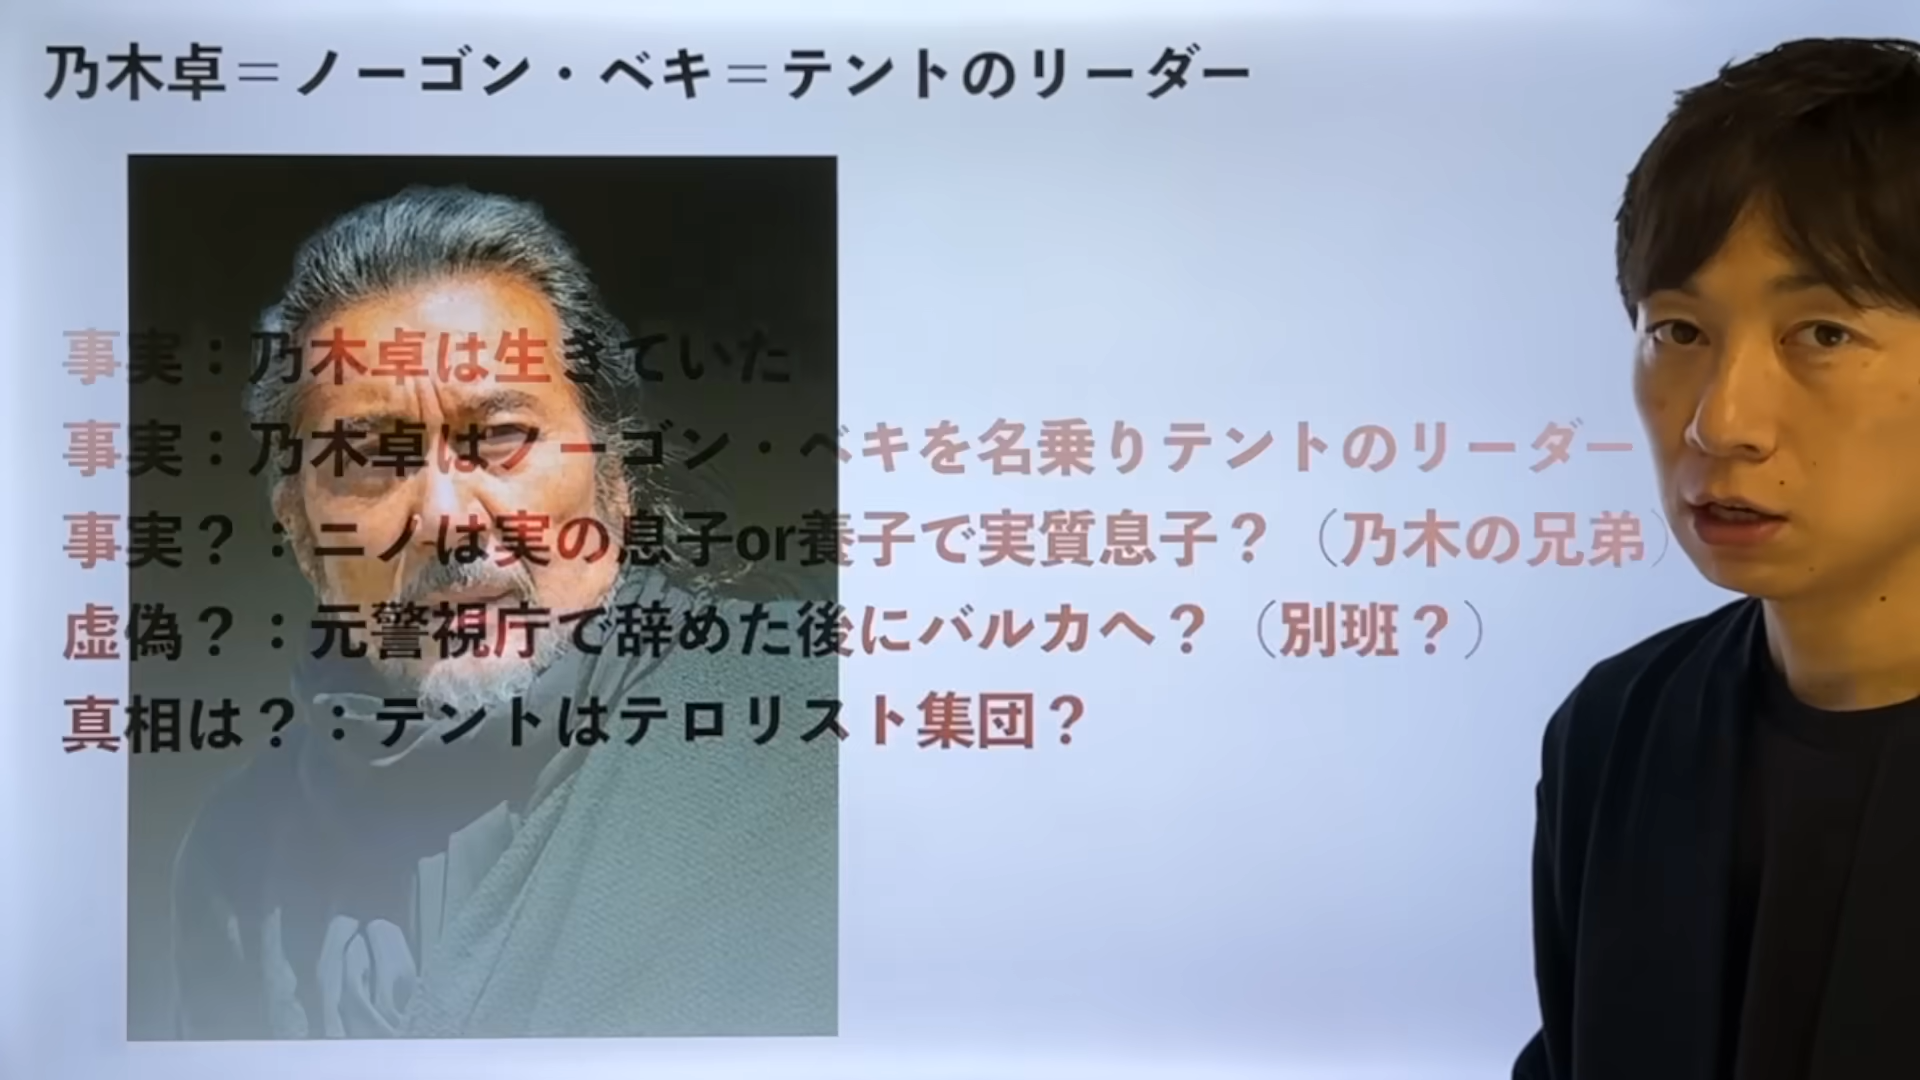 乃木卓＝ノーゴン・ベキ＝テントのリーダー
事実：乃木卓は生きていた
事実：乃木卓はノーゴン・ベキを名乗りテントのリーダー
事実？：ニノは実の息子or養子で実質息子？（乃木の兄弟）
虚偽？：元警視庁で辞めた後にバルカへ？（別班？）
真相は？：テントはテロリスト集団？